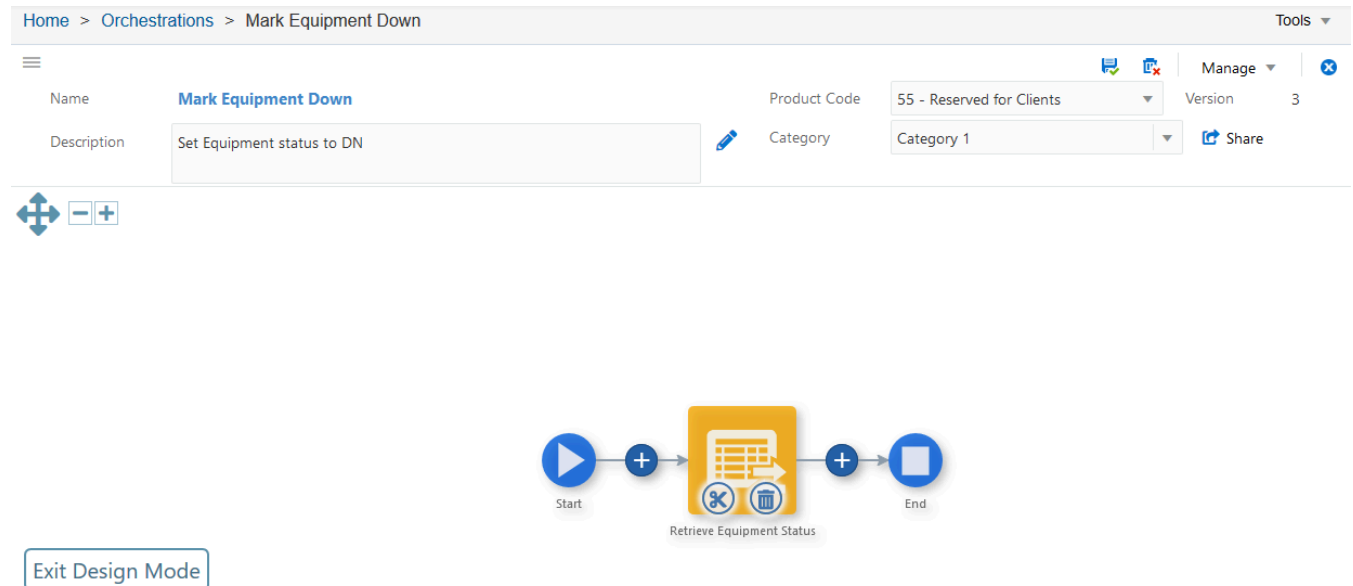 Home > Orchestrations > Mark Equipment Down Tools
Manage
Name Mark Equipment Down Product Code 55 - Reserved for Clients Version 3
Description Set Equipment status to DN Category Category 1 Share
Start Retrieve Equipment Status End
Exit Design Mode